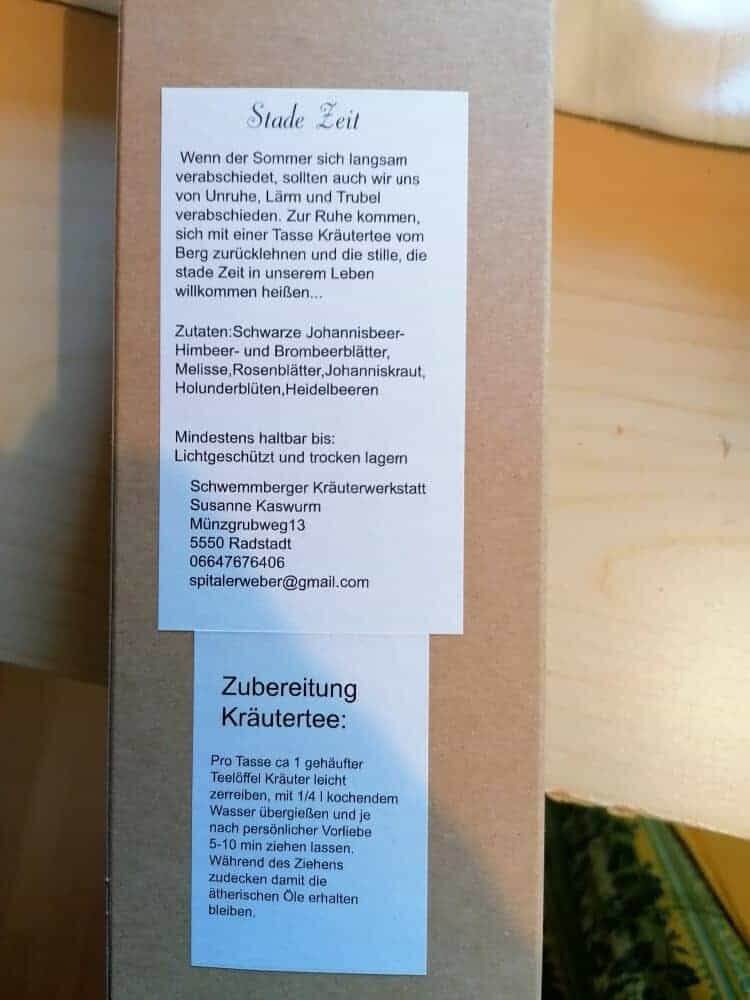 Stade Zeit
Wenn der Sommer sich langsam
verabschiedet, sollten auch wir uns
von Unruhe, Lärm und Trubel
verabschieden. Zur Ruhe kommen,
sich mit einer Tasse Kräutertee vom
Berg zurücklehnen und die stille, die
stade Zeit in unserem Leben
willkommen heißen...
Zutaten:Schwarze Johannisbeer-
Himbeer- und Brombeerblätter,
Melisse,Rosenblätter,Johanniskraut,
Holunderblüten,Heidelbeeren
Mindestens haltbar bis:
Lichtgeschützt und trocken lagern
Schwemmberger Kräuterwerkstatt
Susanne Kaswurm
Münzgrubweg13
5550 Radstadt
06647676406
spitalerweber@gmail.com
Zubereitung
Kräutertee:
Pro Tasse ca 1 gehäufter
Teelöffel Kräuter leicht
zerreiben, mit 1/4 l kochendem
Wasser übergießen und je
nach persönlicher Vorliebe
5-10 min ziehen lassen.
Während des Ziehens
zudecken damit die
ätherischen Öle erhalten
bleiben.